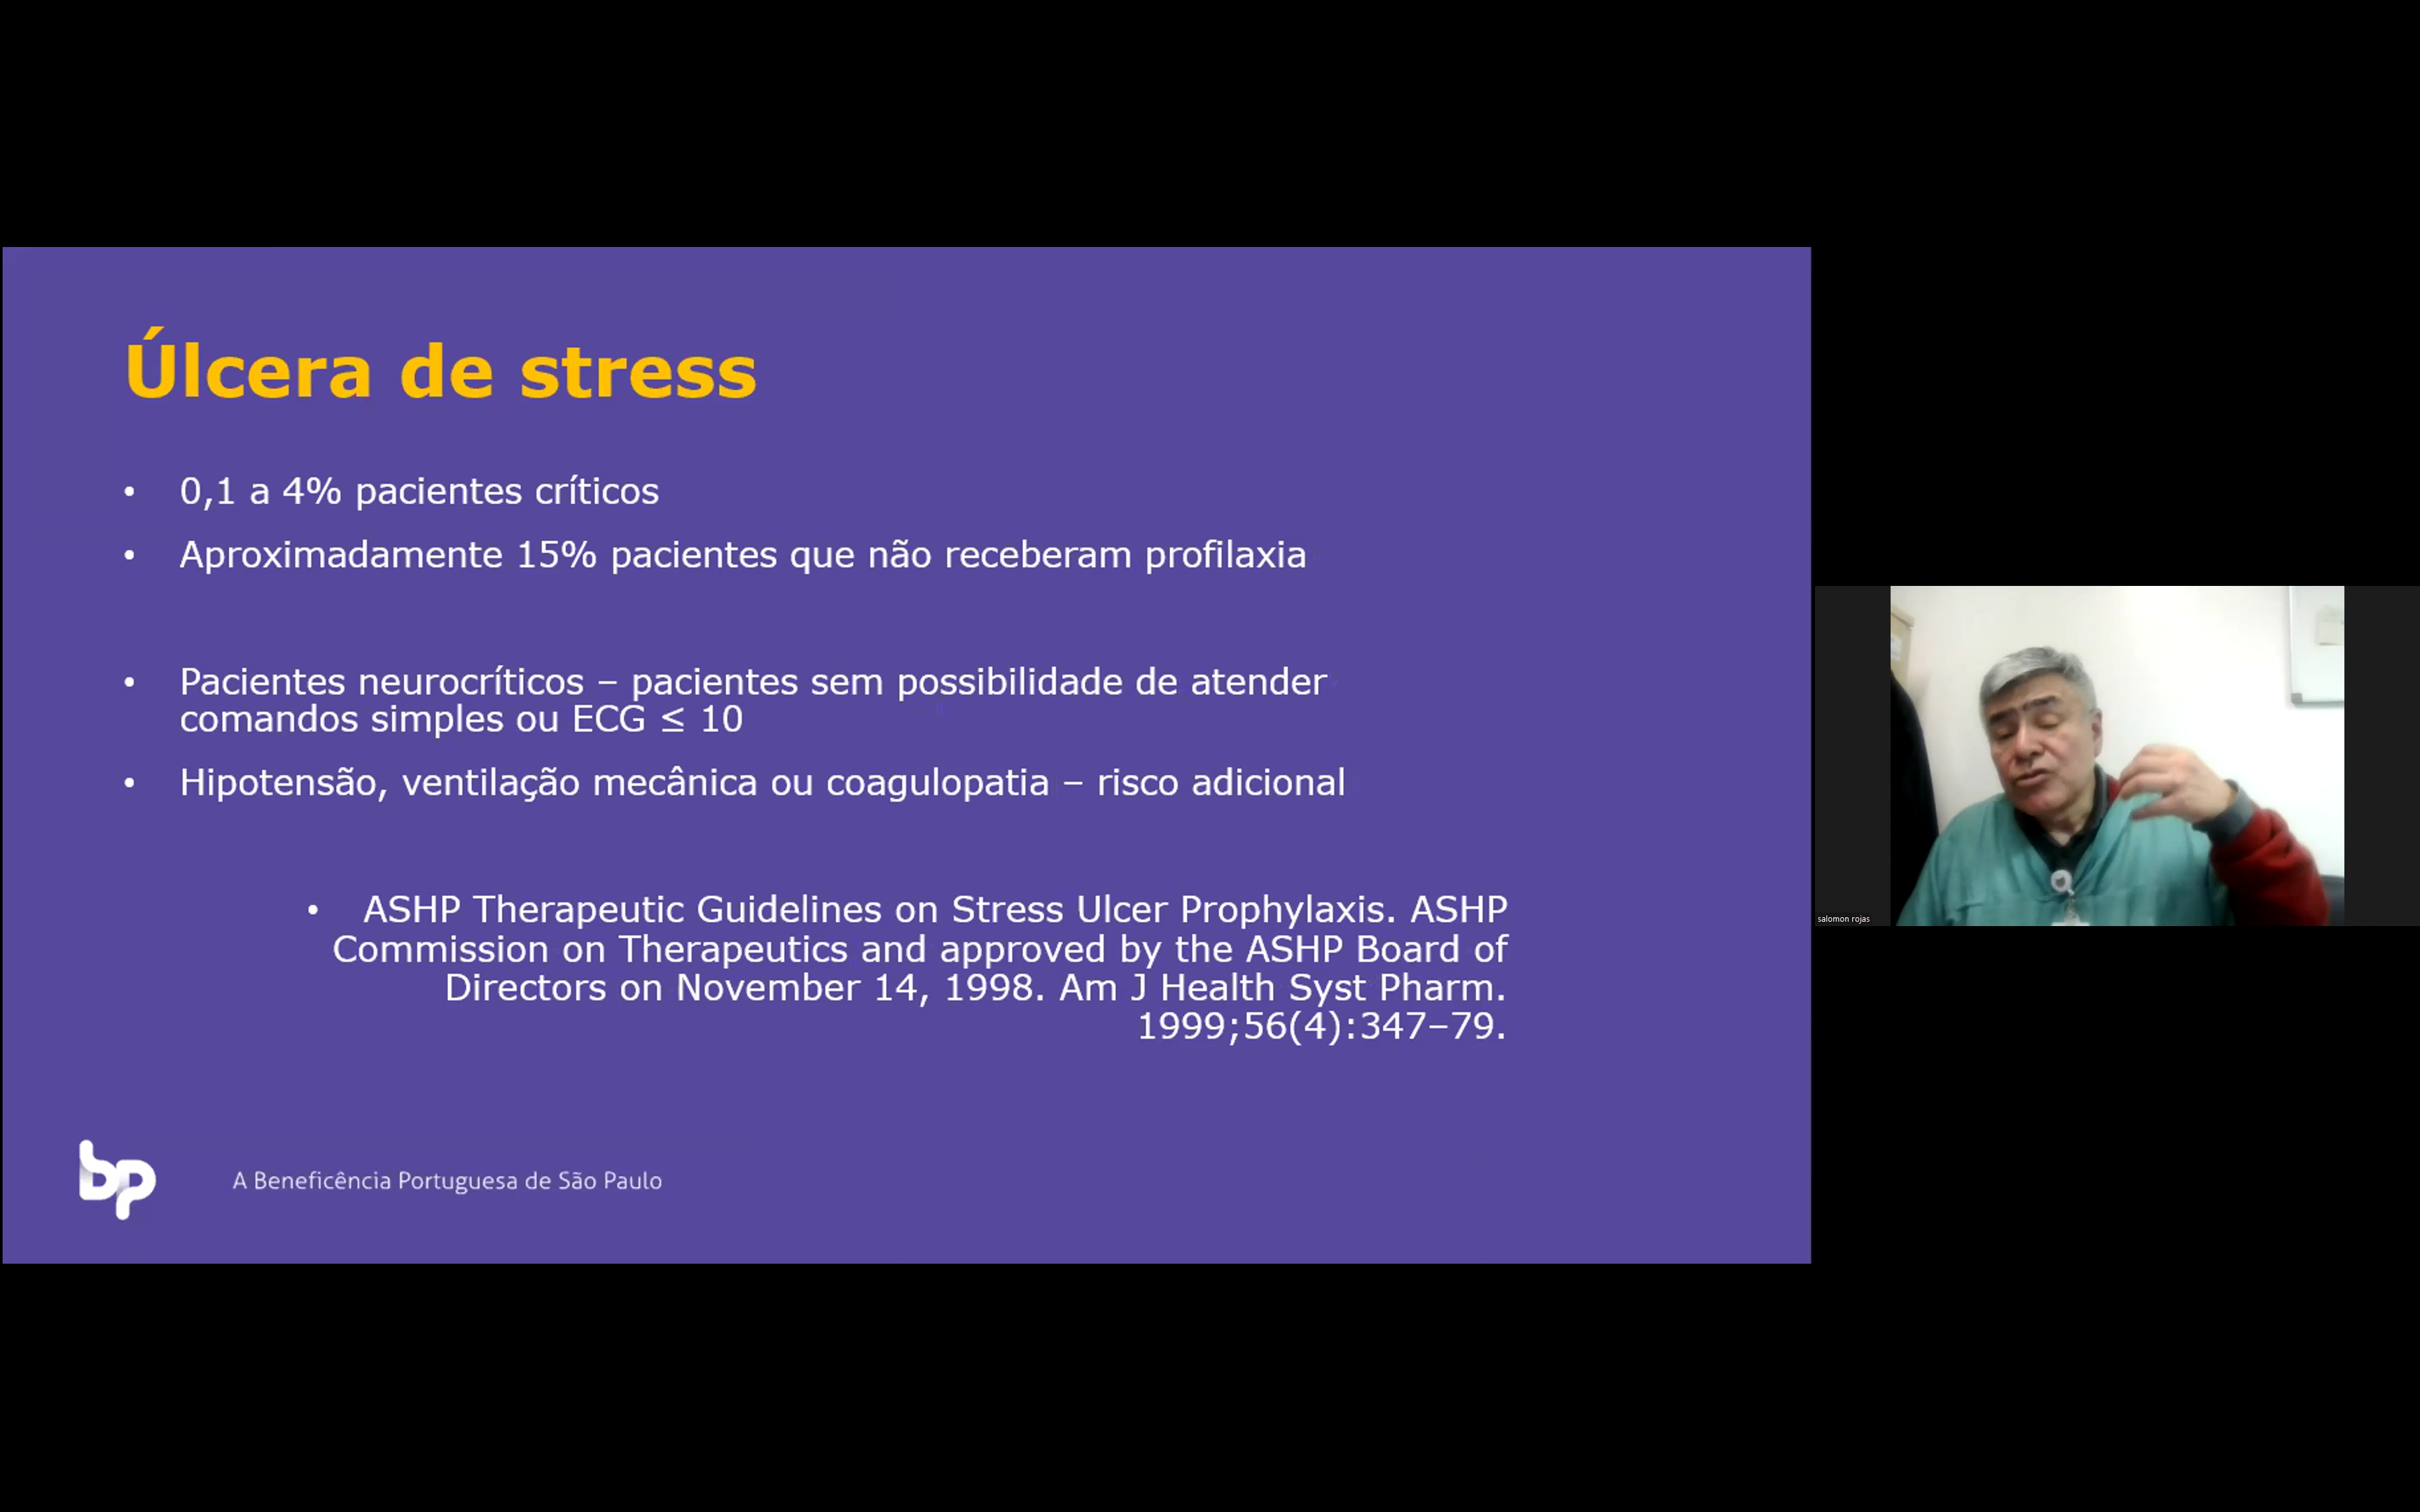 Úlcera de stress
• 0,1 a 4% pacientes críticos
• Aproximadamente 15% pacientes que não receberam profilaxia
• Pacientes neurocríticos – pacientes sem possibilidade de atender
comandos simples ou ECG ≤ 10
• Hipotensão, ventilação mecânica ou coagulopatia – risco adicional
• ASHP Therapeutic Guidelines on Stress Ulcer Prophylaxis. ASHP
Commission on Therapeutics and approved by the ASHP Board of
Directors on November 14, 1998. Am J Health Syst Pharm.
1999;56(4):347–79.
bp
A Beneficência Portuguesa de São Paulo
salomon rojas